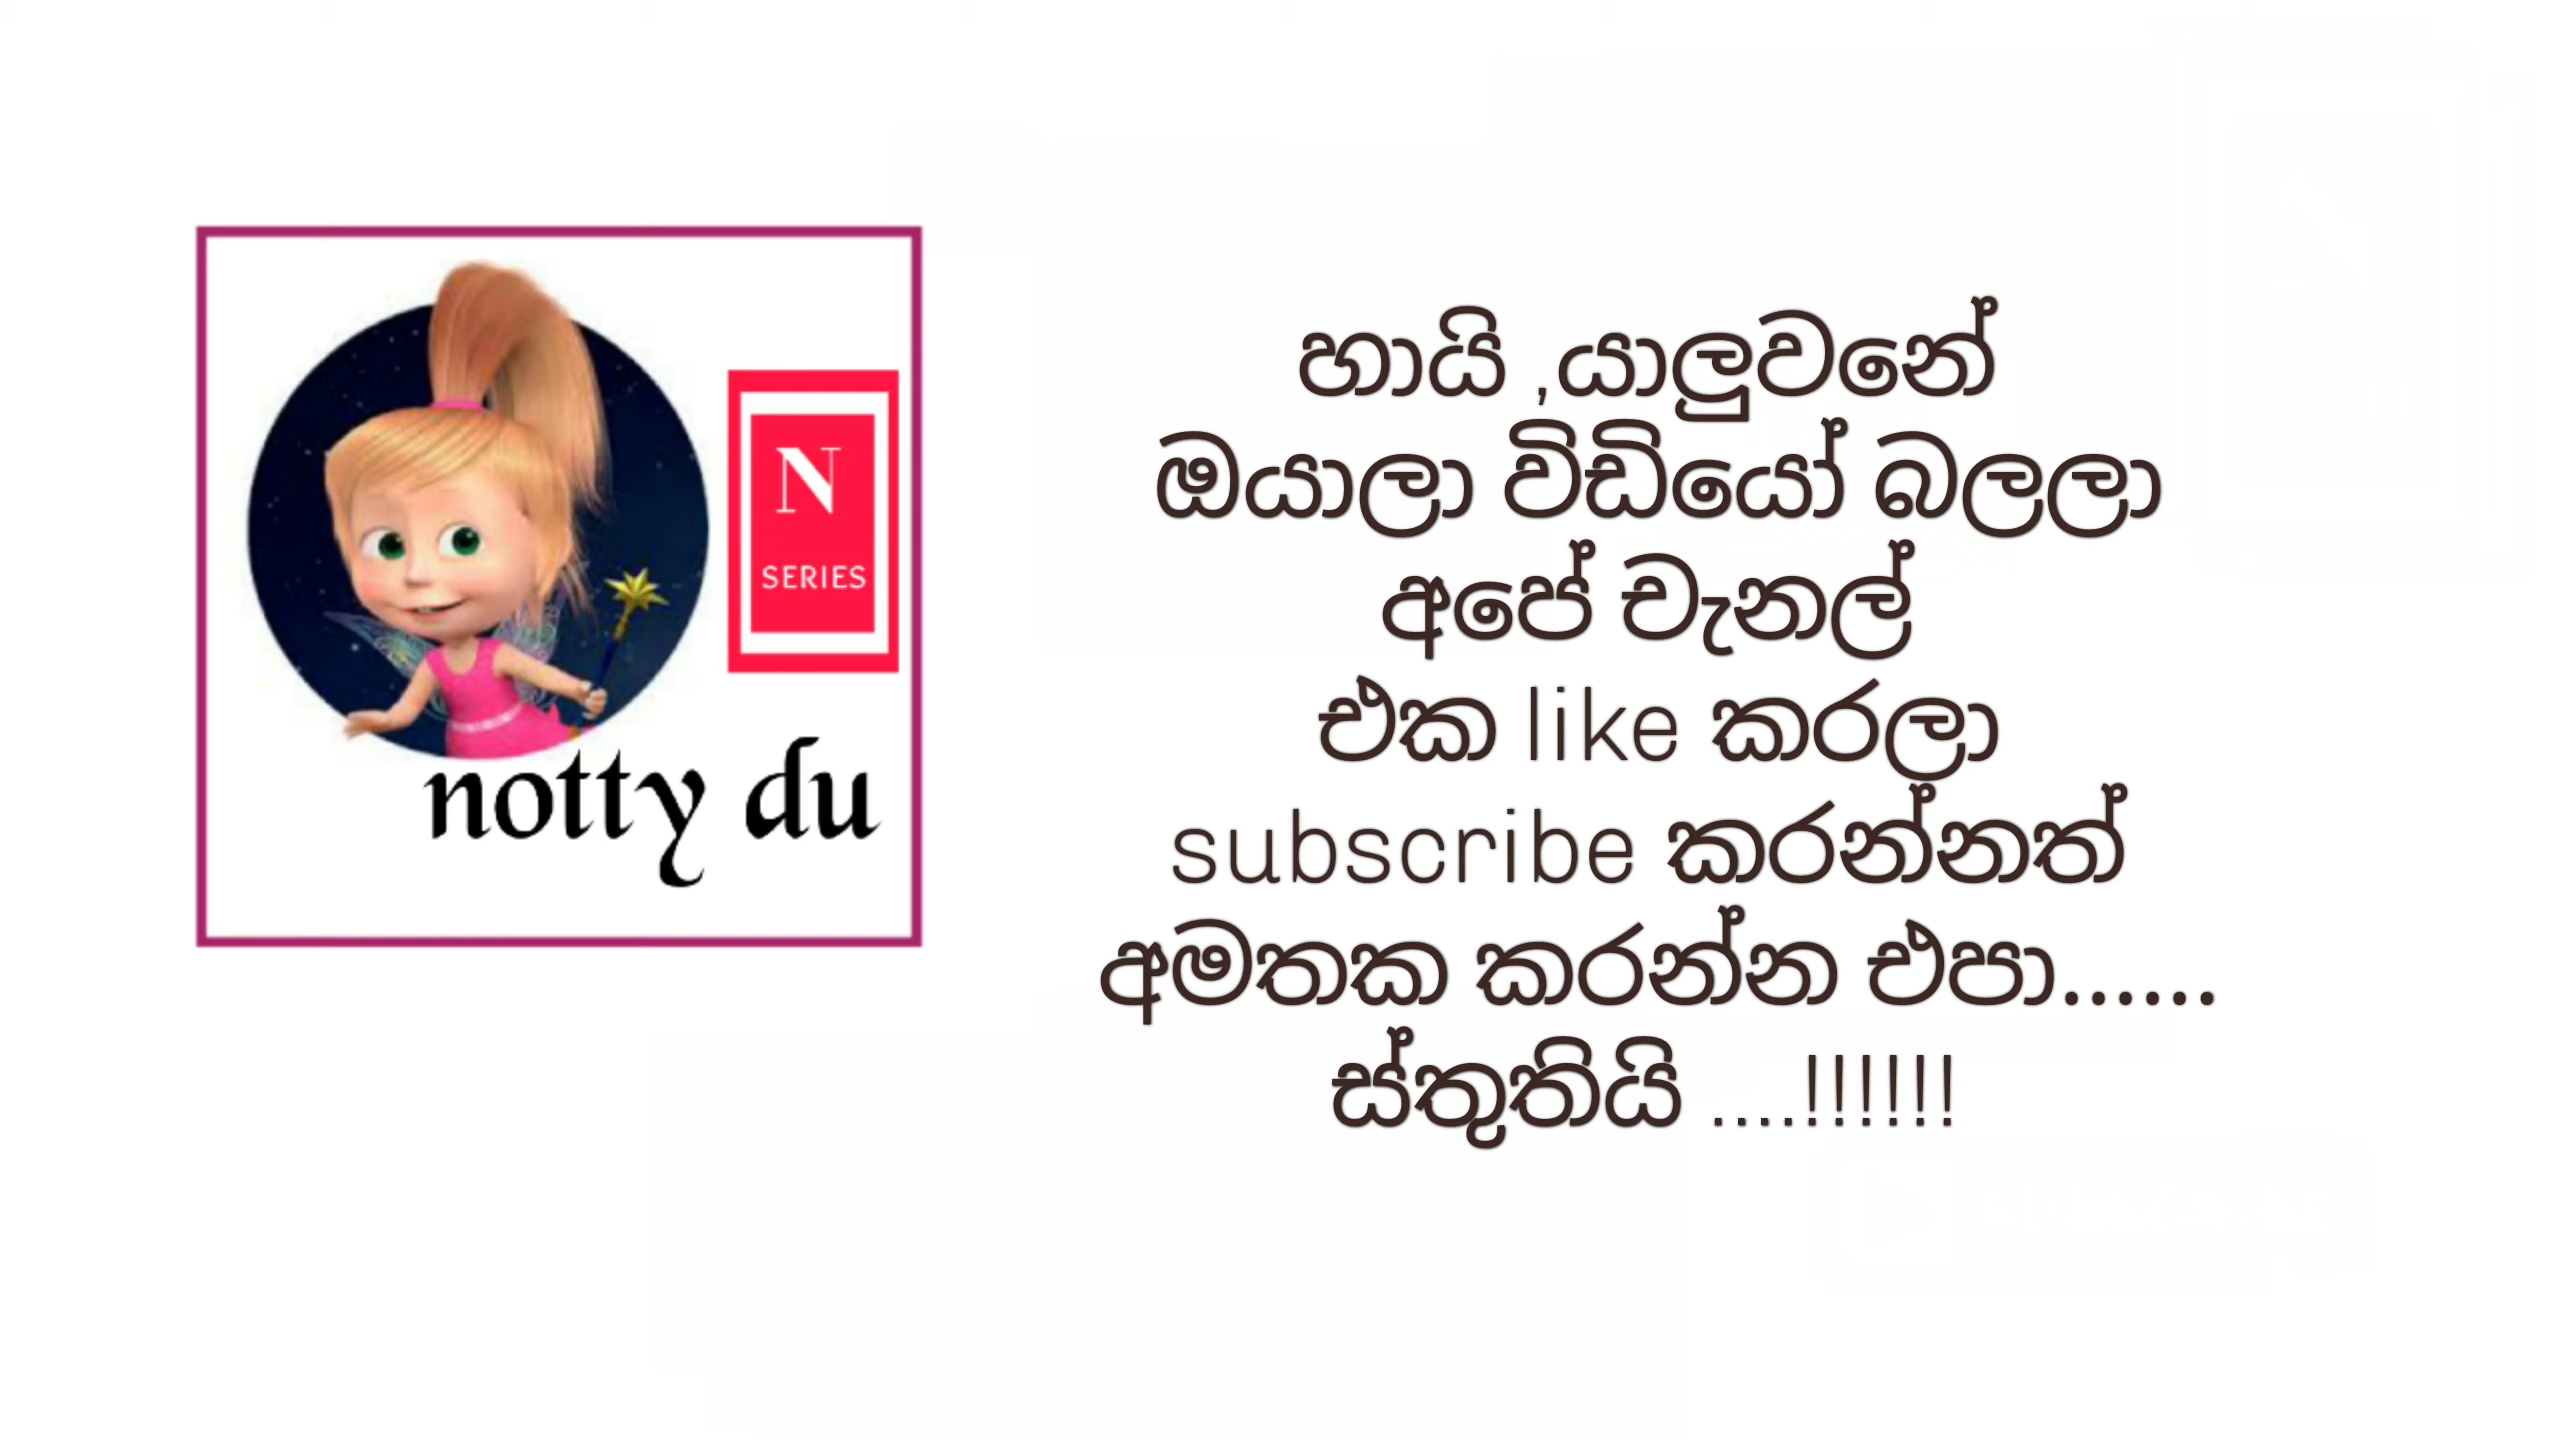 N
SERIES
notty du
හායි ,යාලුවනේ
ඔයාලා විඩියෝ බලලා
අපේ චැනල්
එක like කරලා
subscribe කරන්නත්
අමතක කරන්න එපා......
ස්තූතියි ....!!!!!!